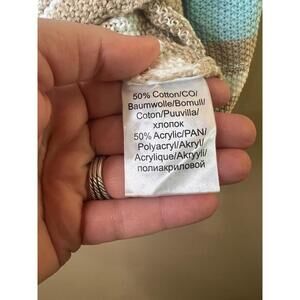 50% Cotton/CO/
Baumwolle/Bomull/
Coton/Puuvilla/
хлопок
50% Acrylic/PAN/
Polyacryl/Akryl/
Acrylique/Akryyli/
полиакриловой